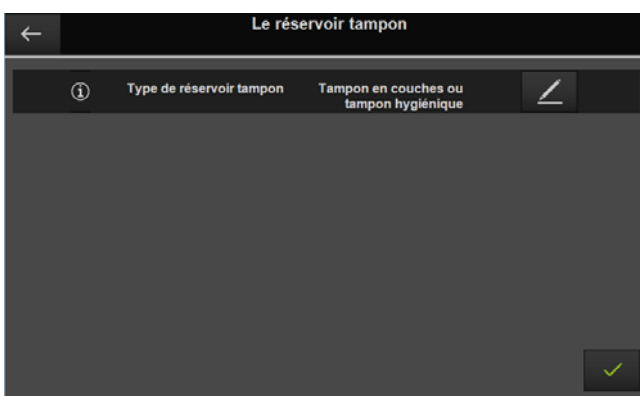 Le réservoir tampon
Type de réservoir tampon
Tampon en couches ou
tampon hygiénique